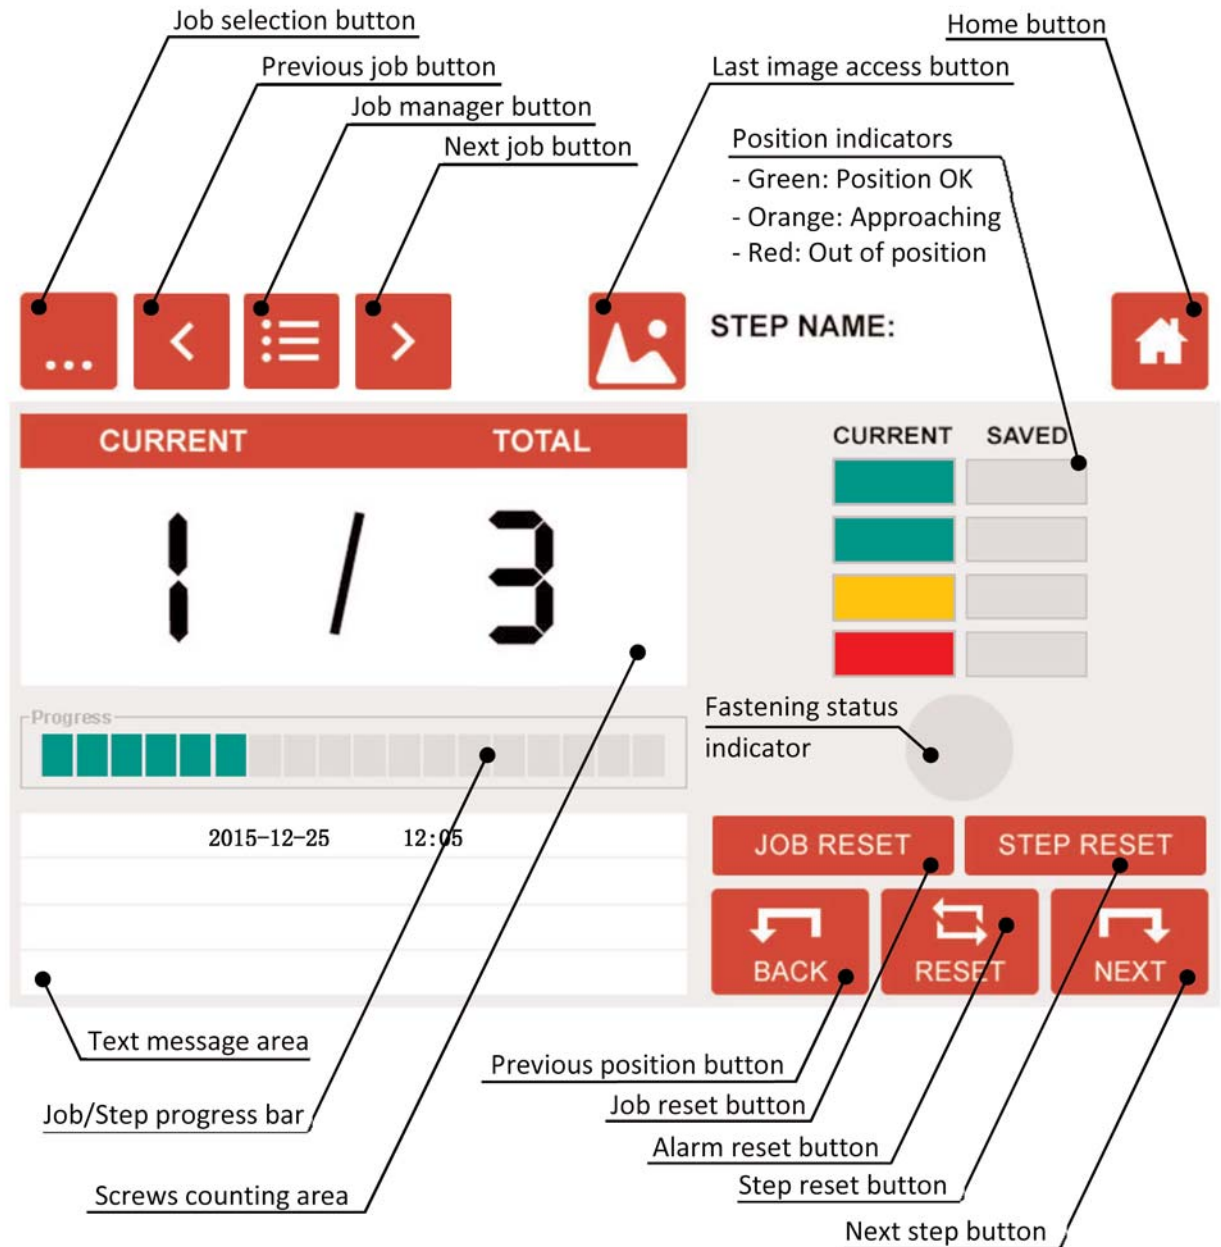 Job selection button
Home button
Previous job button
Last image access button
Job manager button
Next job button
Position indicators
- Green: Position OK
- Orange: Approaching
- Red: Out of position
...
<
>
STEP NAME:
CURRENT TOTAL
CURRENT SAVED
1 / 3
Progress
Fastening status
indicator
2015-12-25 12:05
JOB RESET STEP RESET
BACK RESET NEXT
Text message area
Previous position button
Job/Step progress bar
Job reset button
Alarm reset button
Screws counting area
Step reset button
Next step button